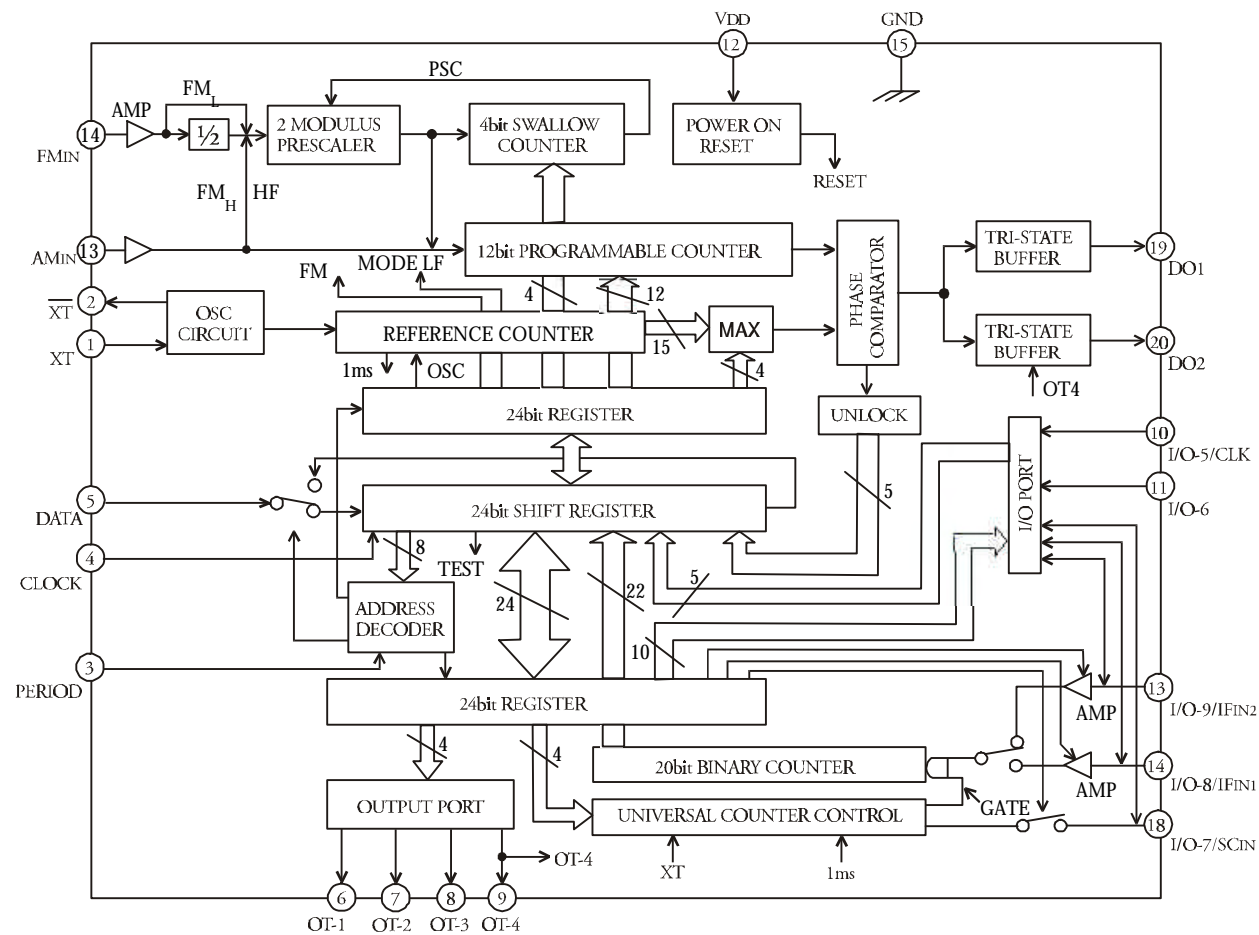 VDD
GND
12
15
PSC
FML
AMP
14
FMIN
1/2
2 MODULUS
PRESCALER
4bit SWALLOW
COUNTER
POWER ON
RESET
RESET
FMH
HF
13
AMIN
12bit PROGRAMMABLE COUNTER
PHASE
COMPARATOR
TRI-STATE
BUFFER
19
DO1
FM
MODE LF
4
12
2
XT
OSC
CIRCUIT
REFERENCE COUNTER
15
MAX
TRI-STATE
BUFFER
20
DO2
1
XT
1ms
OSC
4
OT4
24bit REGISTER
UNLOCK
10
I/O-5/CLK
5
DATA
24bit SHIFT REGISTER
5
I/O PORT
11
I/O-6
4
CLOCK
8
TEST
24
22
5
ADDRESS
DECODER
10
3
PERIOD
24bit REGISTER
13
I/O-9/IFIN2
AMP
4
4
20bit BINARY COUNTER
14
I/O-8/IFIN1
AMP
OUTPUT PORT
UNIVERSAL COUNTER CONTROL
GATE
18
I/O-7/SCIN
OT-4
XT
1ms
6
7
8
9
OT-1
OT-2
OT-3
OT-4